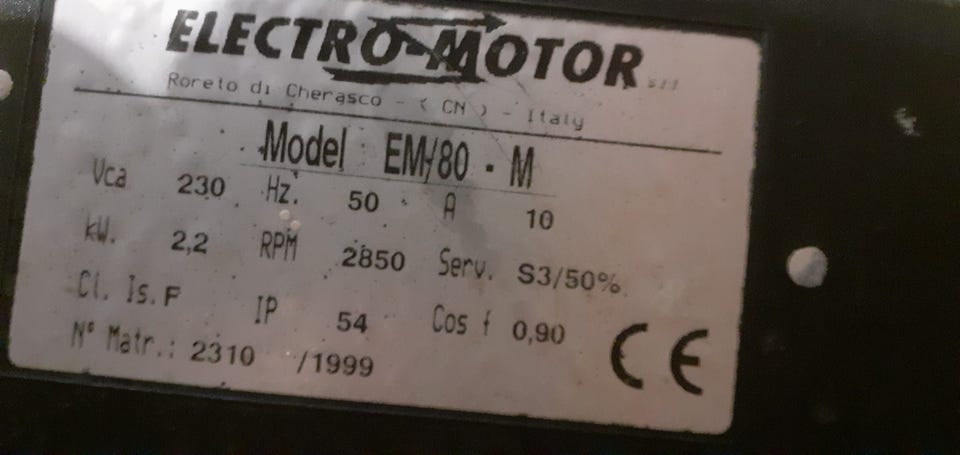 ELECTRO-MOTOR s.r.l
Roreto di Cherasco - ( CN ) - Italy
Model EM/80 - M
Vca 230 Hz. 50 A 10
kW. 2,2 RPM 2850 Serv. S3/50%
Cl. Is. F IP 54 Cos f 0,90
N° Matr.: 2310 /1999 CE